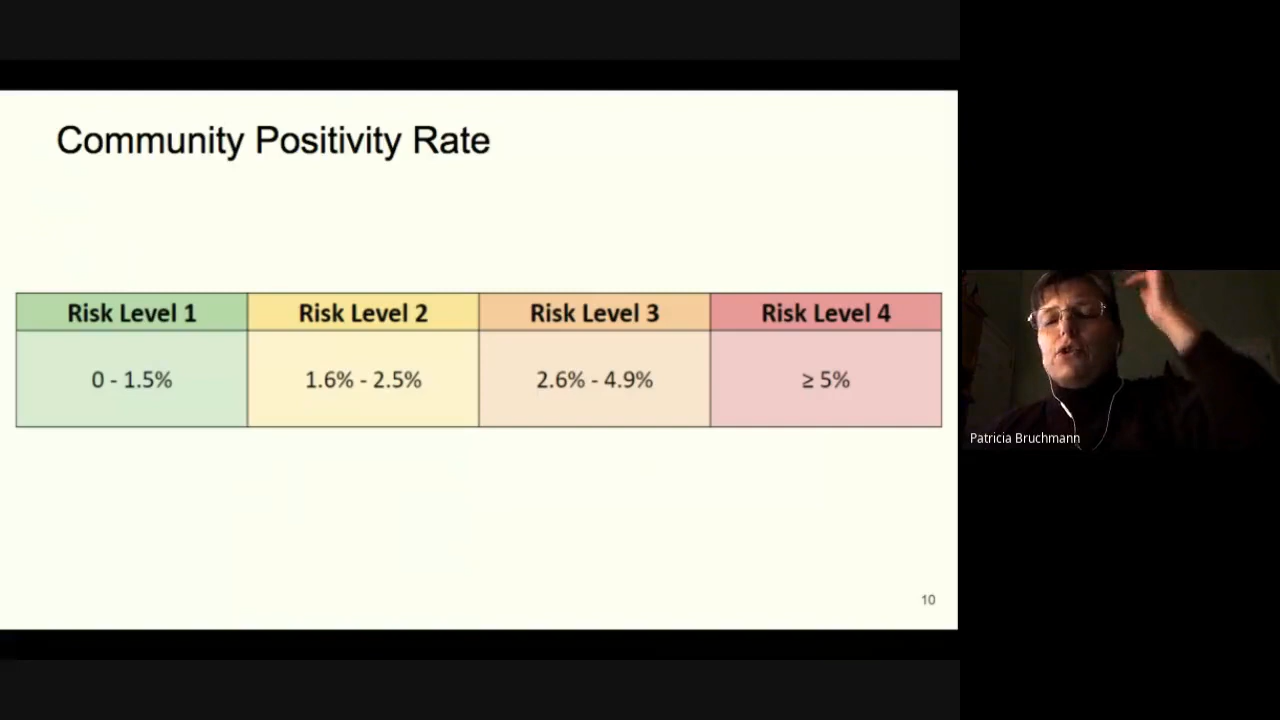 Community Positivity Rate
Risk Level 1 Risk Level 2 Risk Level 3 Risk Level 4
0 - 1.5% 1.6% - 2.5% 2.6% - 4.9% ≥ 5%
Patricia Bruchmann
10